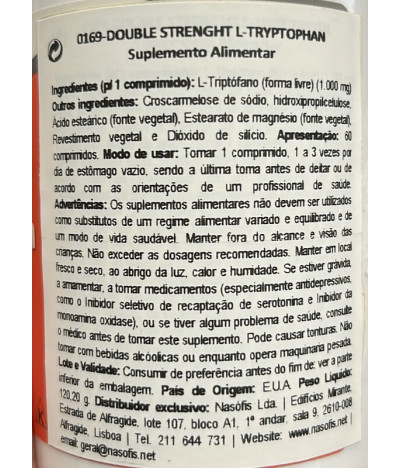 0169-DOUBLE STRENGHT L-TRYPTOPHAN
Suplemento Alimentar
Ingredientes (p/ 1 comprimido): L-Triptófano (forma livre) (1.000 mg)
Outros ingredientes: Croscarmelose de sódio, hidroxipropilcelulose,
Ácido esteárico (fonte vegetal), Estearato de magnésio (fonte vegetal),
Revestimento vegetal e Dióxido de silício. Apresentação: 60
comprimidos. Modo de usar: Tomar 1 comprimido, 1 a 3 vezes por
dia de estômago vazio, sendo a última toma antes de deitar ou de
acordo com as orientações de um profissional de saúde.
Advertências: Os suplementos alimentares não devem ser utilizados
como substitutos de um regime alimentar variado e equilibrado e de
um modo de vida saudável. Manter fora do alcance e visão das
crianças. Não exceder as dosagens recomendadas. Manter em local
fresco e seco, ao abrigo da luz, calor e humidade. Se estiver grávida,
a amamentar, a tomar medicamentos (especialmente antidepressivos,
como o Inibidor seletivo de recaptação de serotonina e Inibidor da
monoamina oxidase), ou se tiver algum problema de saúde, consulte
o médico antes de tomar este suplemento. Pode causar tonturas. Não
tomar com bebidas alcoólicas ou enquanto opera maquinaria pesada.
Lote e Validade: Consumir de preferência antes do fim de: ver a parte
inferior da embalagem. País de Origem: E.U.A. Peso Líquido:
120,20 g. Distribuidor exclusivo: Nasófis Lda. | Edifícios Mirante,
Estrada de Alfragide, lote 107, bloco A1, 1º andar, sala 9, 2610-008
Alfragide, Lisboa | Tel. 211 644 731 | Website: www.nasofis.net |
email: geral@nasofis.net